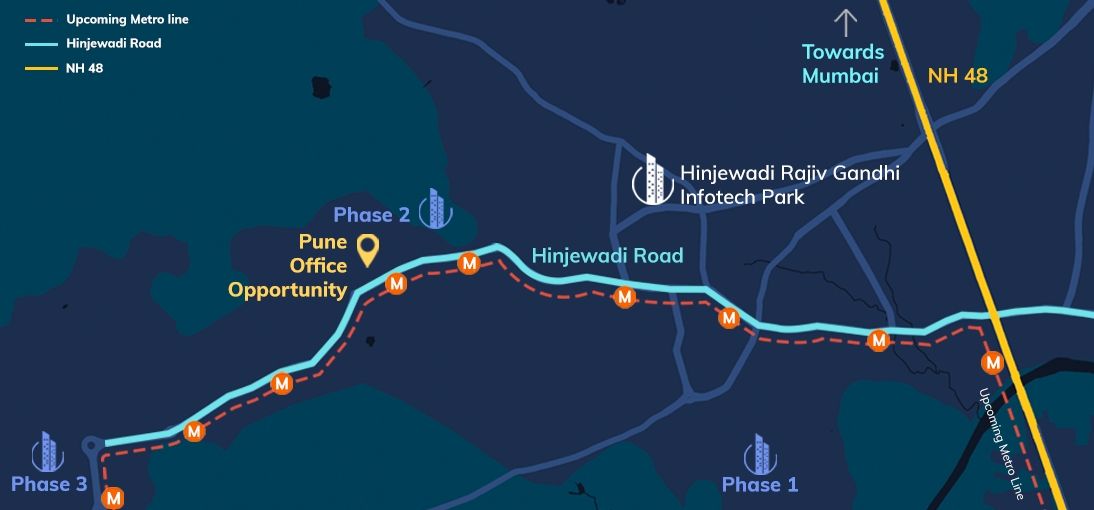 Upcoming Metro line
Hinjewadi Road
NH 48
Towards
Mumbai
NH 48
Hinjewadi Rajiv Gandhi
Infotech Park
Phase 2
Pune
Office
Opportunity
Hinjewadi Road
M
M
M
M
M
M
M
M
M
Upcoming Metro Line
Phase 3
Phase 1